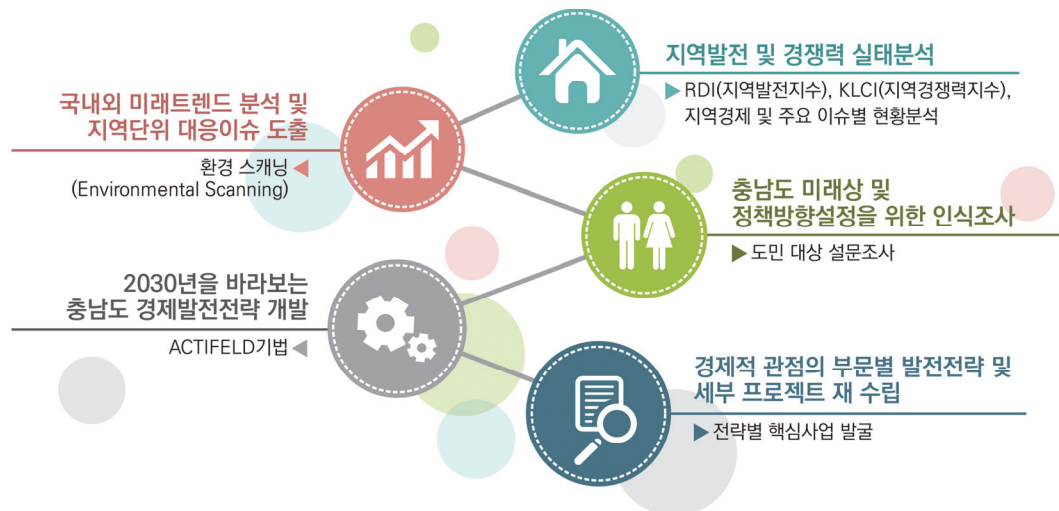 지역발전 및 경쟁력 실태분석
▶ RDI(지역발전지수), KLCI(지역경쟁력지수),
지역경제 및 주요 이슈별 현황분석
국내외 미래트렌드 분석 및
지역단위 대응이슈 도출
환경 스캐닝 ◀
(Environmental Scanning)
충남도 미래상 및
정책방향설정을 위한 인식조사
▶ 도민 대상 설문조사
2030년을 바라보는
충남도 경제발전전략 개발
ACTIFELD기법 ◀
경제적 관점의 부문별 발전전략 및
세부 프로젝트 재 수립
▶ 전략별 핵심사업 발굴